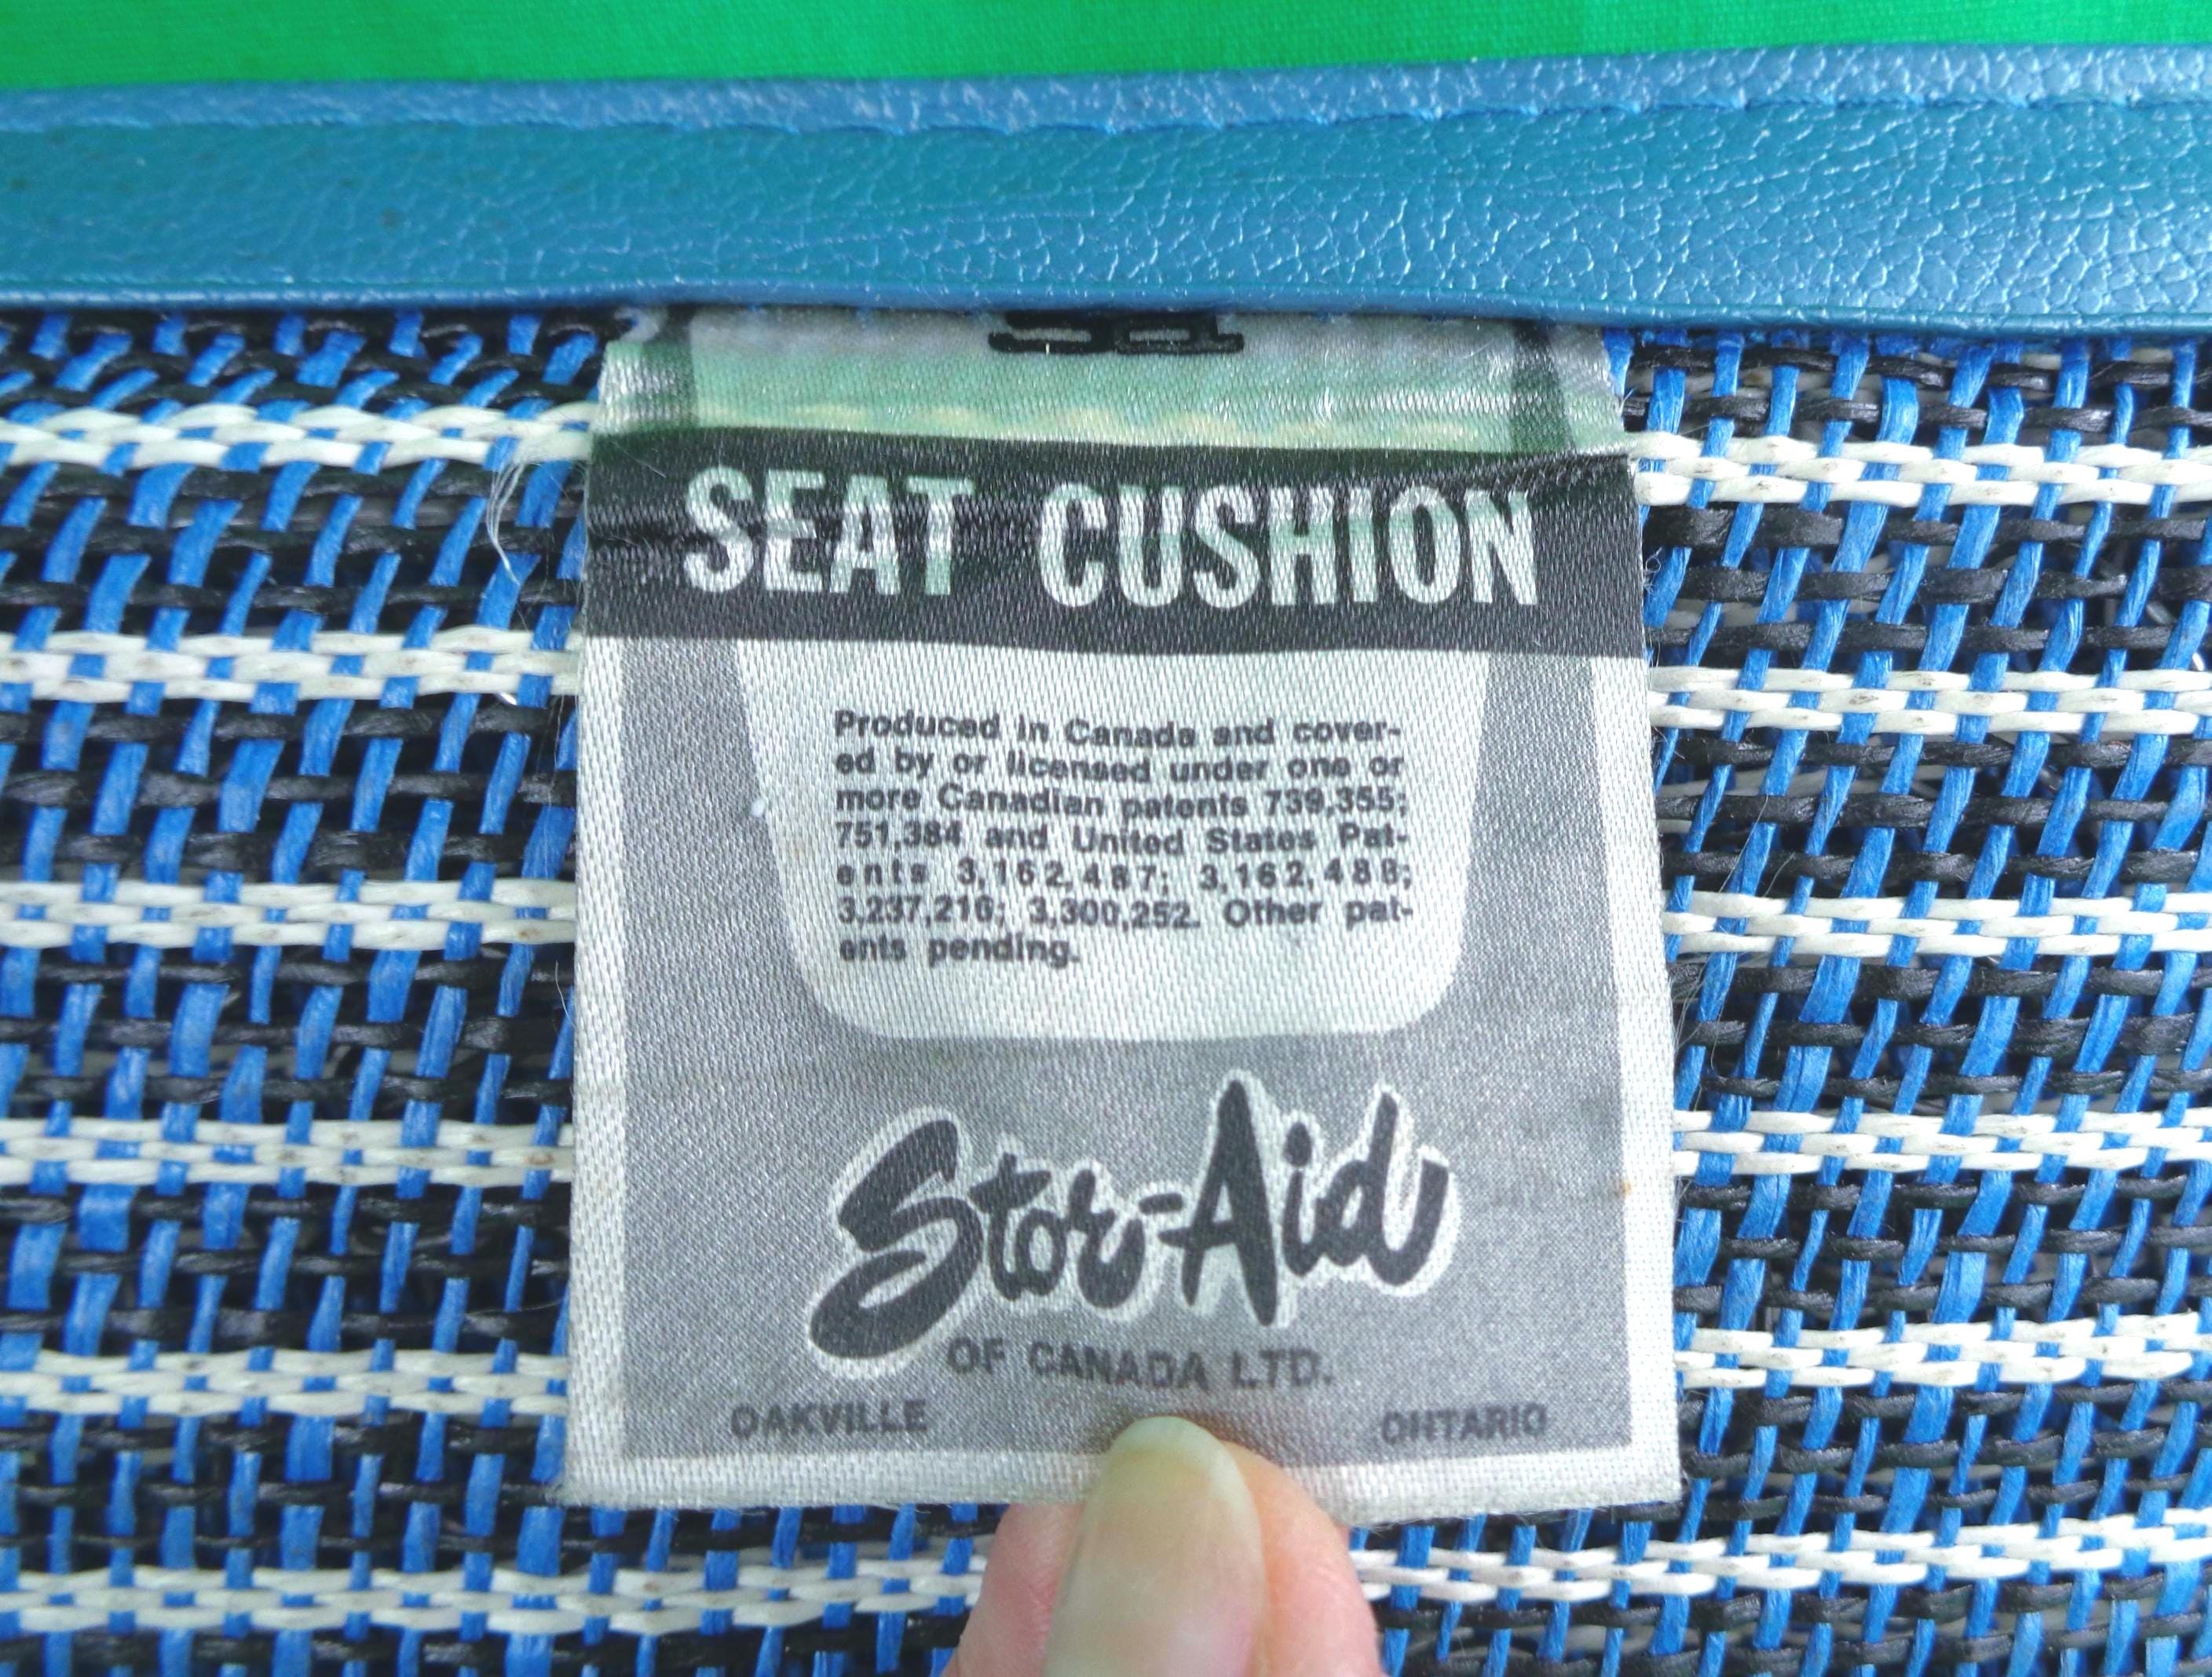 SEAT CUSHION
Produced in Canada and cover-
ed by or licensed under one or
more Canadian patents 739,355;
751,384 and United States Pat-
ents 3,162,487; 3,162,488;
3,237,216; 3,300,252. Other pat-
ents pending.
Stor-Aid
OF CANADA LTD.
OAKVILLE ONTARIO